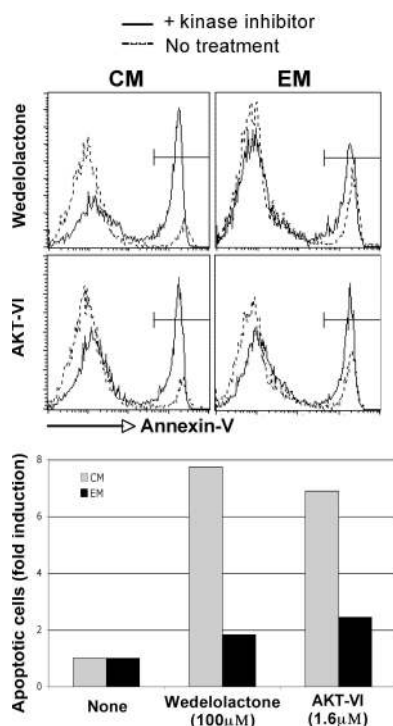 + kinase inhibitor
No treatment
CM EM
Wedelolactone
AKT-VI
Annexin-V
Apoptotic cells (fold induction)
8
6
4
2
0
CM
EM
None Wedelolactone AKT-VI
(100μM) (1.6μM)